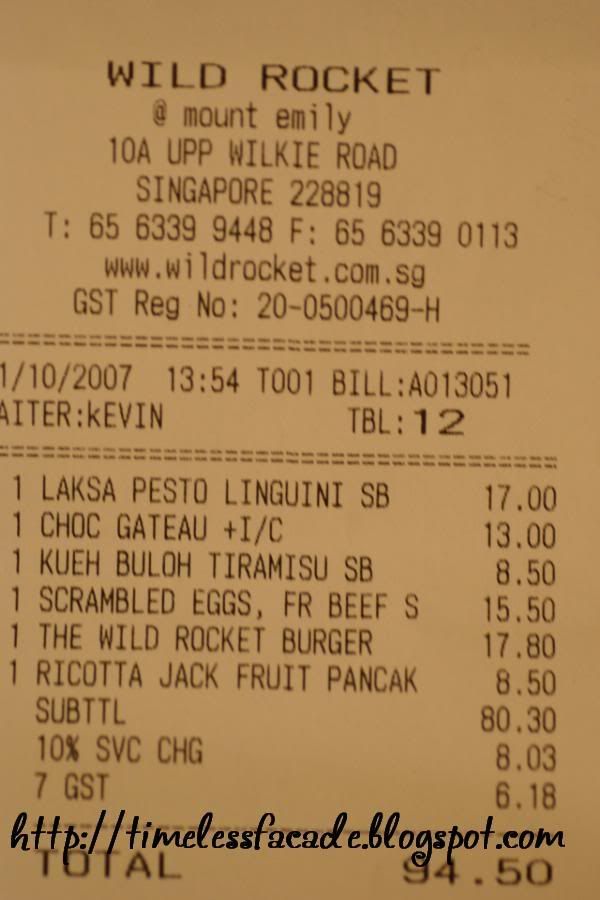 WILD ROCKET
@ mount emily
10A UPP WILKIE ROAD
SINGAPORE 228819
T: 65 6339 9448 F: 65 6339 0113
www.wildrocket.com.sg
GST Reg No: 20-0500469-H
1/10/2007 13:54 T001 BILL:A013051
AITER:kEVIN TBL:12
1 LAKSA PESTO LINGUINI SB 17.00
1 CHOC GATEAU +I/C 13.00
1 KUEH BULOH TIRAMISU SB 8.50
1 SCRAMBLED EGGS, FR BEEF S 15.50
1 THE WILD ROCKET BURGER 17.80
1 RICOTTA JACK FRUIT PANCAK 8.50
SUBTTL 80.30
10% SVC CHG 8.03
7 GST 6.18
http://timelessfacade.blogspot.com
TOTAL 94.50